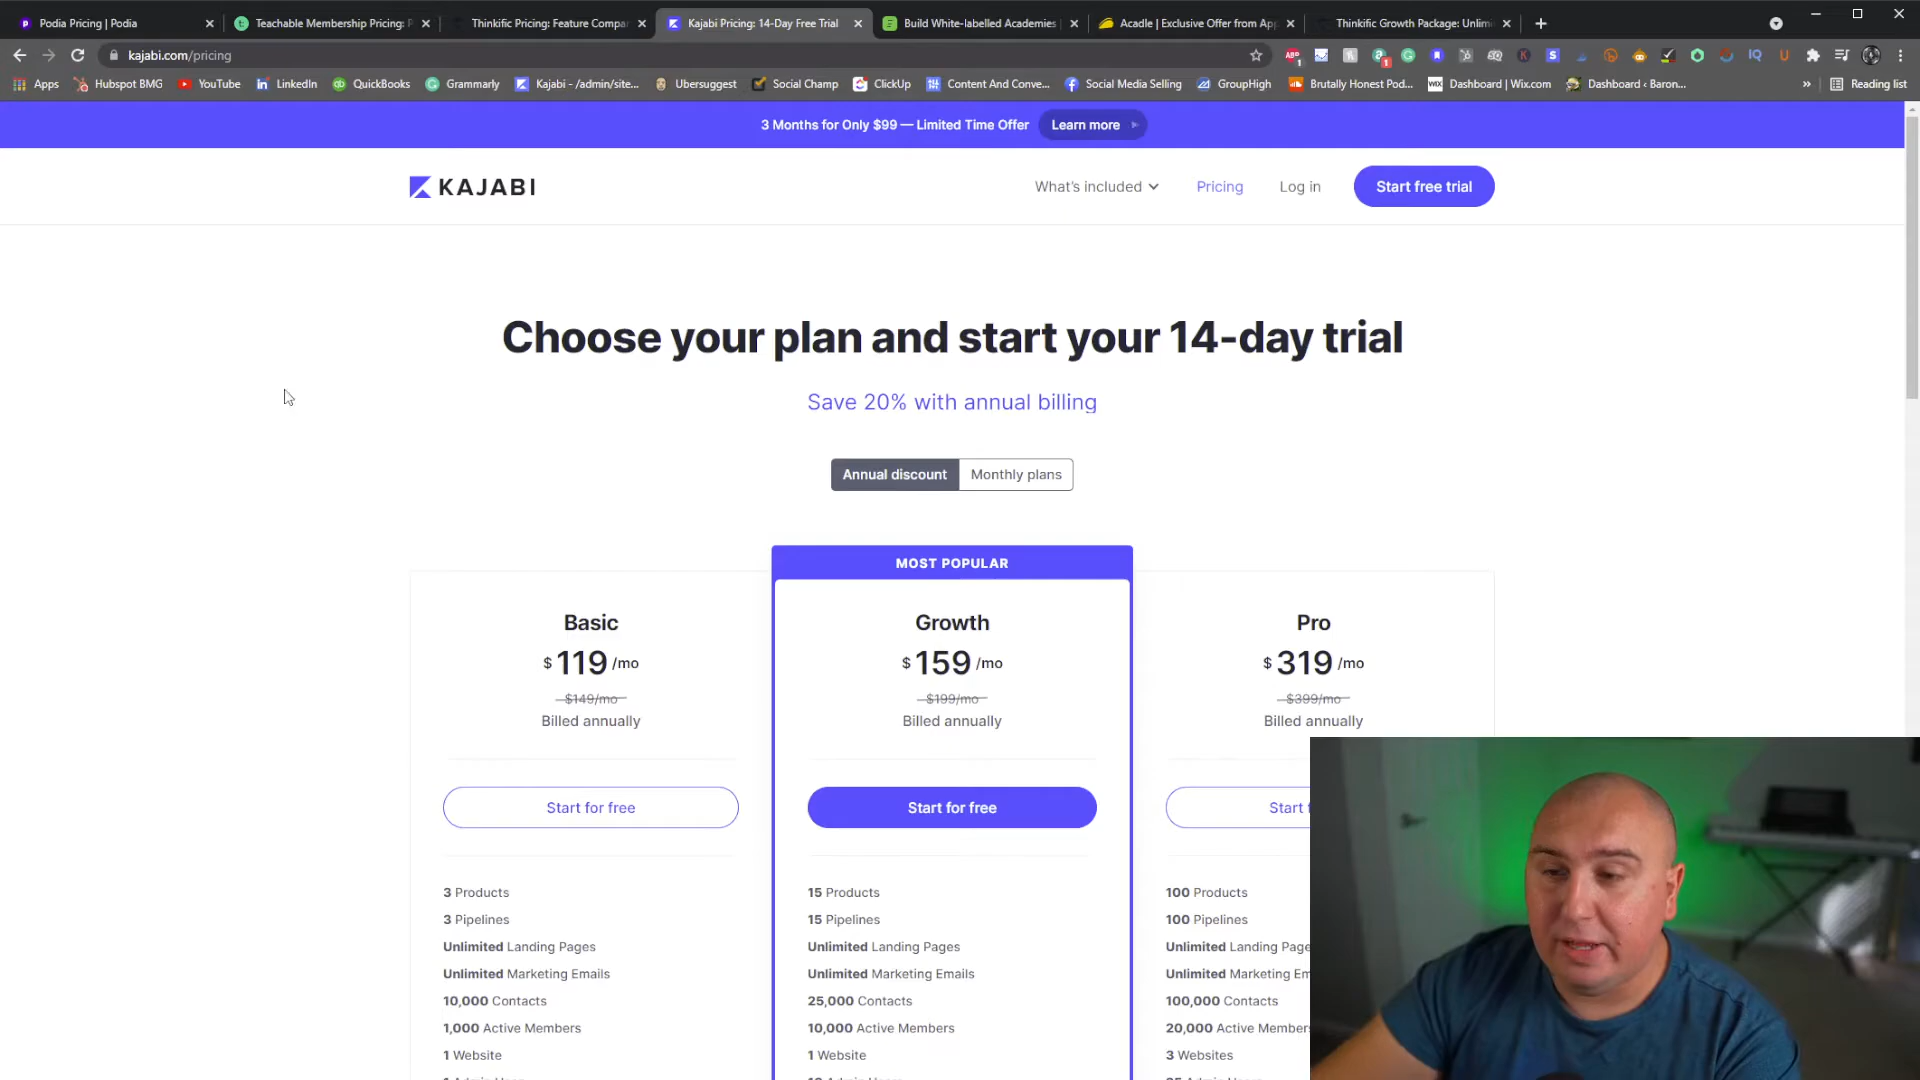 Podia Pricing | Podia
Teachable Membership Pricing:
Thinkific Pricing: Feature Compar
Kajabi Pricing: 14-Day Free Trial
Build White-labelled Academies
Acadle | Exclusive Offer from App
Thinkific Growth Package: Unlimi
kajabi.com/pricing
Apps
Hubspot BMG
YouTube
LinkedIn
QuickBooks
Grammarly
Kajabi - /admin/site...
Ubersuggest
Social Champ
ClickUp
Content And Conve...
Social Media Selling
GroupHigh
Brutally Honest Pod...
Dashboard | Wix.com
Dashboard ‹ Baron...
»
Reading list
3 Months for Only $99 — Limited Time Offer
Learn more
KAJABI
What's included
Pricing
Log in
Start free trial
Choose your plan and start your 14-day trial
Save 20% with annual billing
Annual discount
Monthly plans
MOST POPULAR
Basic
$ 119 /mo
$149/mo
Billed annually
Start for free
3 Products
3 Pipelines
Unlimited Landing Pages
Unlimited Marketing Emails
10,000 Contacts
1,000 Active Members
1 Website
Growth
$ 159 /mo
$199/mo
Billed annually
Start for free
15 Products
15 Pipelines
Unlimited Landing Pages
Unlimited Marketing Emails
25,000 Contacts
10,000 Active Members
1 Website
Pro
$ 319 /mo
$399/mo
Billed annually
Start f
100 Products
100 Pipelines
Unlimited Landing Page
Unlimited Marketing Em
100,000 Contacts
20,000 Active Members
3 Websites